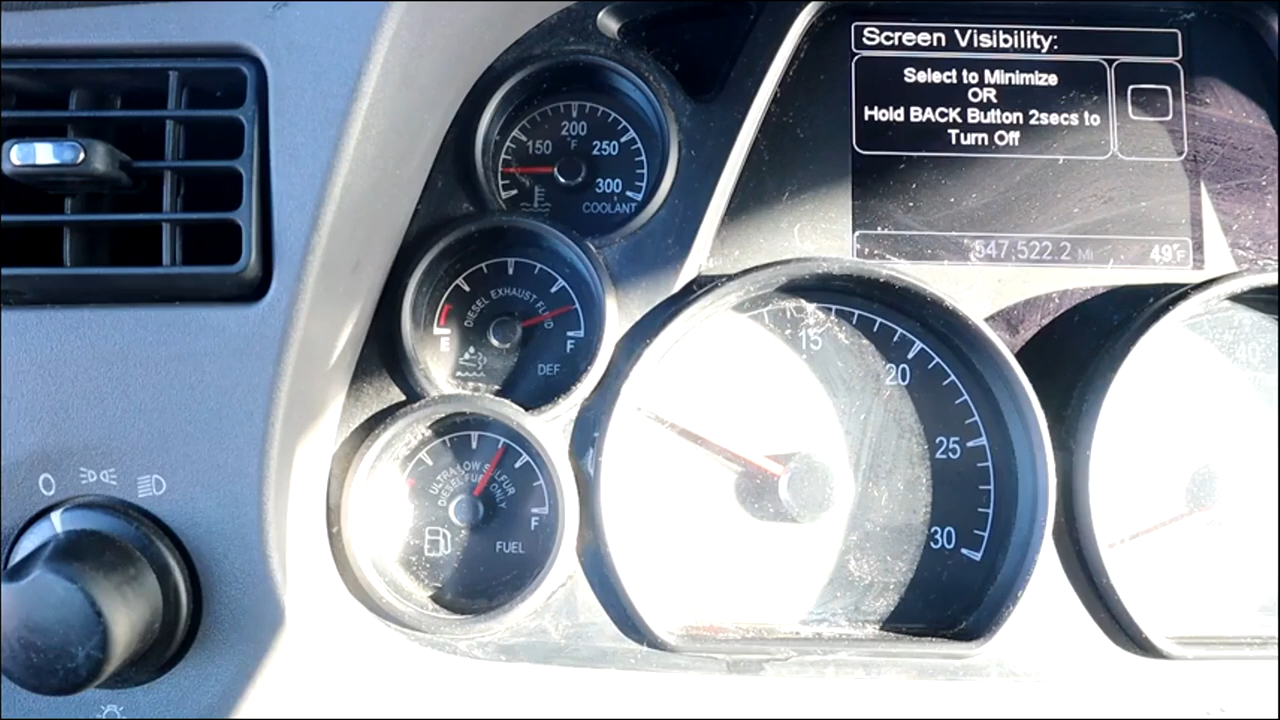 Screen Visibility:
Select to Minimize
OR
Hold BACK Button 2secs to
Turn Off
547,522.2 MI
49°F
200
°F
150
250
300
COOLANT
DIESEL EXHAUST FLUID
E
F
DEF
ULTRA LOW SULFUR
DIESEL FUEL ONLY
F
FUEL
15
20
25
30
40